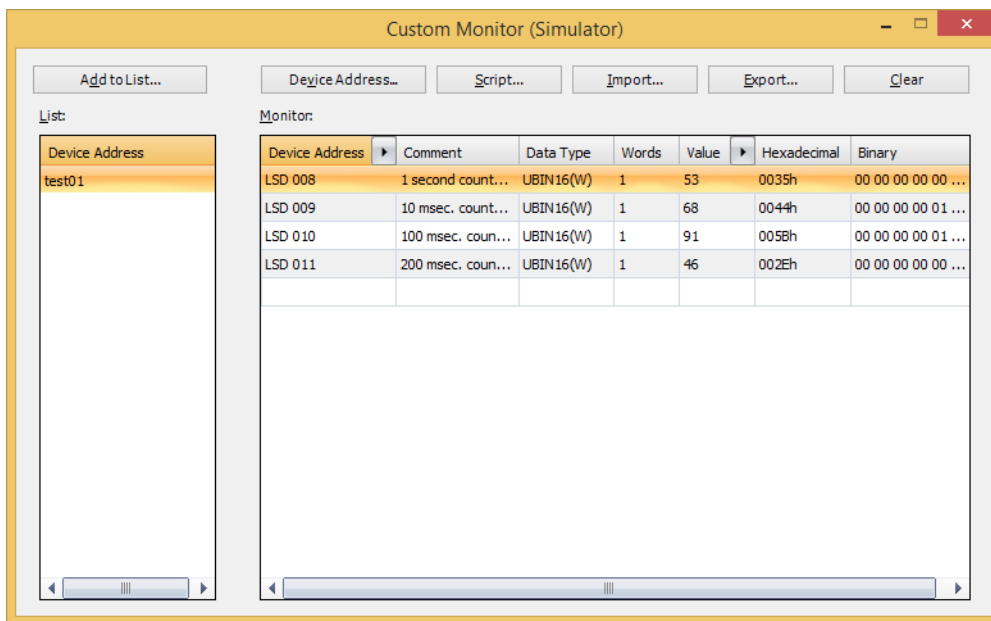 Custom Monitor (Simulator)
Add to List... Device Address... Script... Import... Export... Clear
List: Monitor:
Device Address Device Address Comment Data Type Words Value Hexadecimal Binary
test01 LSD 008 1 second count... UBIN16(W) 1 53 0035h 00 00 00 00 00 ...
LSD 009 10 msec. count... UBIN16(W) 1 68 0044h 00 00 00 00 01 ...
LSD 010 100 msec. coun... UBIN16(W) 1 91 005Bh 00 00 00 00 01 ...
LSD 011 200 msec. coun... UBIN16(W) 1 46 002Eh 00 00 00 00 00 ...